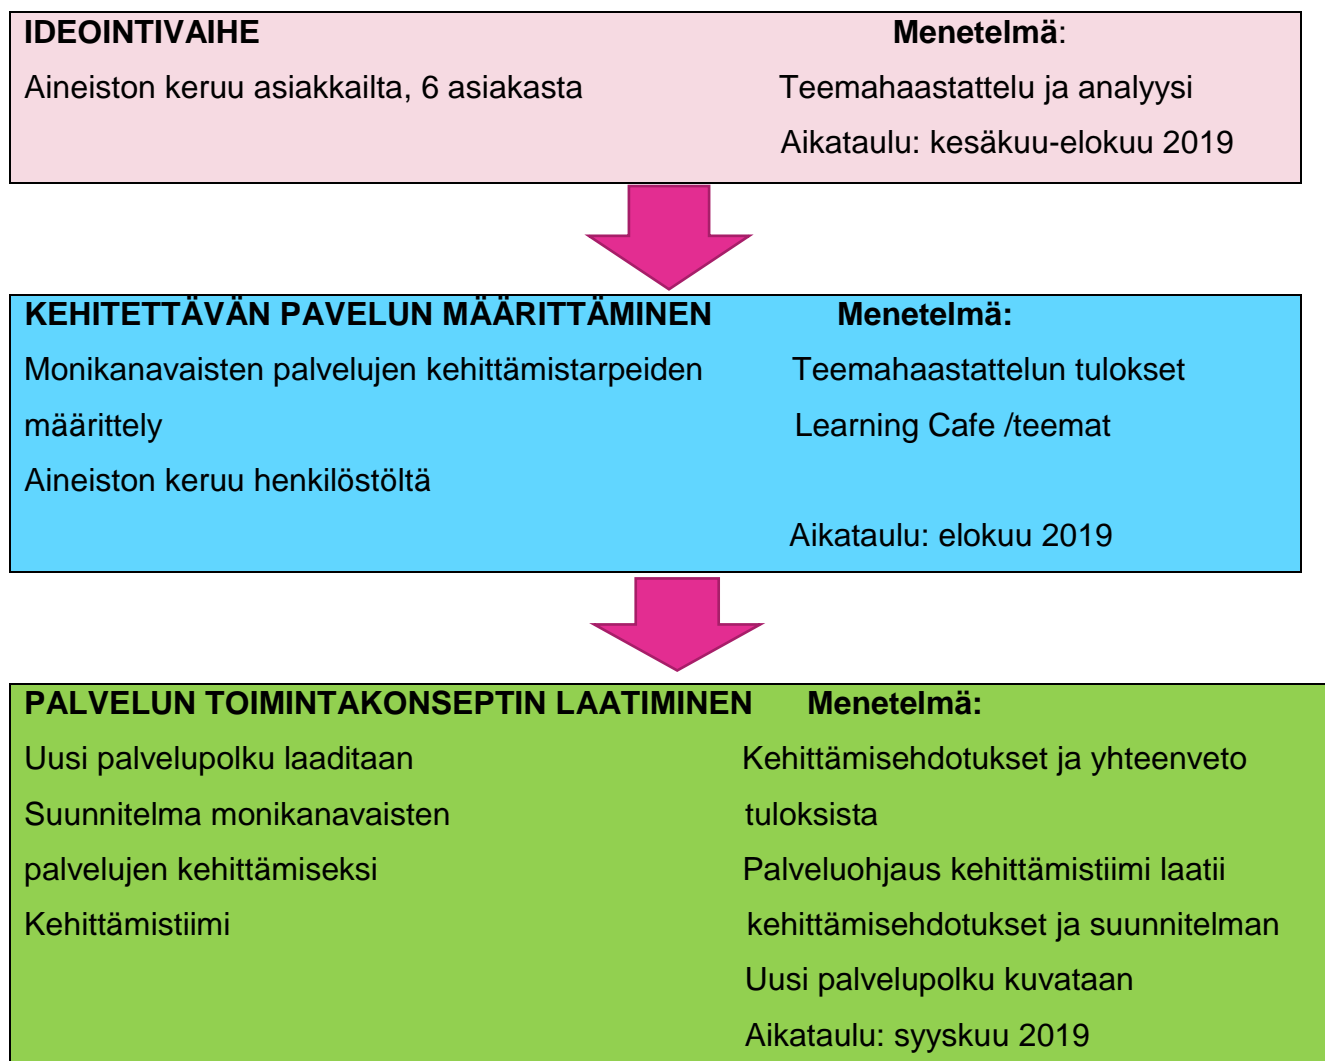 IDEOINTIVAIHE Menetelmä:
Aineiston keruu asiakkailta, 6 asiakasta Teemahaastattelu ja analyysi
Aikataulu: kesäkuu-elokuu 2019
KEHITETTÄVÄN PAVELUN MÄÄRITTÄMINEN Menetelmä:
Monikanavaisten palvelujen kehittämistarpeiden Teemahaastattelun tulokset
määrittely Learning Cafe /teemat
Aineiston keruu henkilöstöltä
Aikataulu: elokuu 2019
PALVELUN TOIMINTAKONSEPTIN LAATIMINEN Menetelmä:
Uusi palvelupolku laaditaan Kehittämisehdotukset ja yhteenveto
Suunnitelma monikanavaisten tuloksista
palvelujen kehittämiseksi Palveluohjaus kehittämistiimi laatii
Kehittämistiimi kehittämisehdotukset ja suunnitelman
Uusi palvelupolku kuvataan
Aikataulu: syyskuu 2019